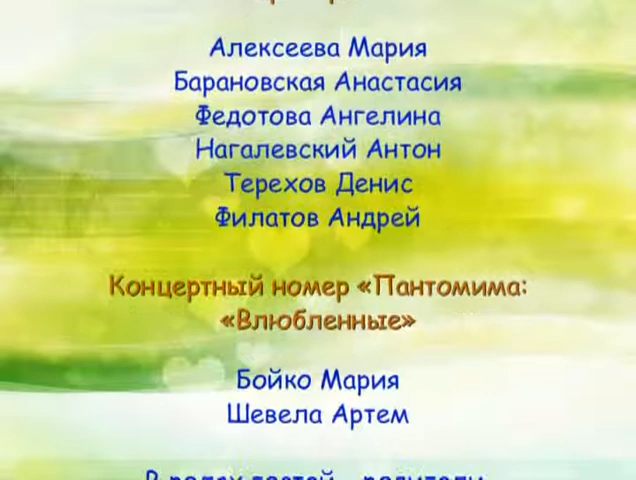 Алексеева Мария
Барановская Анастасия
Федотова Ангелина
Нагалевский Антон
Терехов Денис
Филатов Андрей
Концертный номер «Пантомима:
«Влюбленные»
Бойко Мария
Шевела Артем